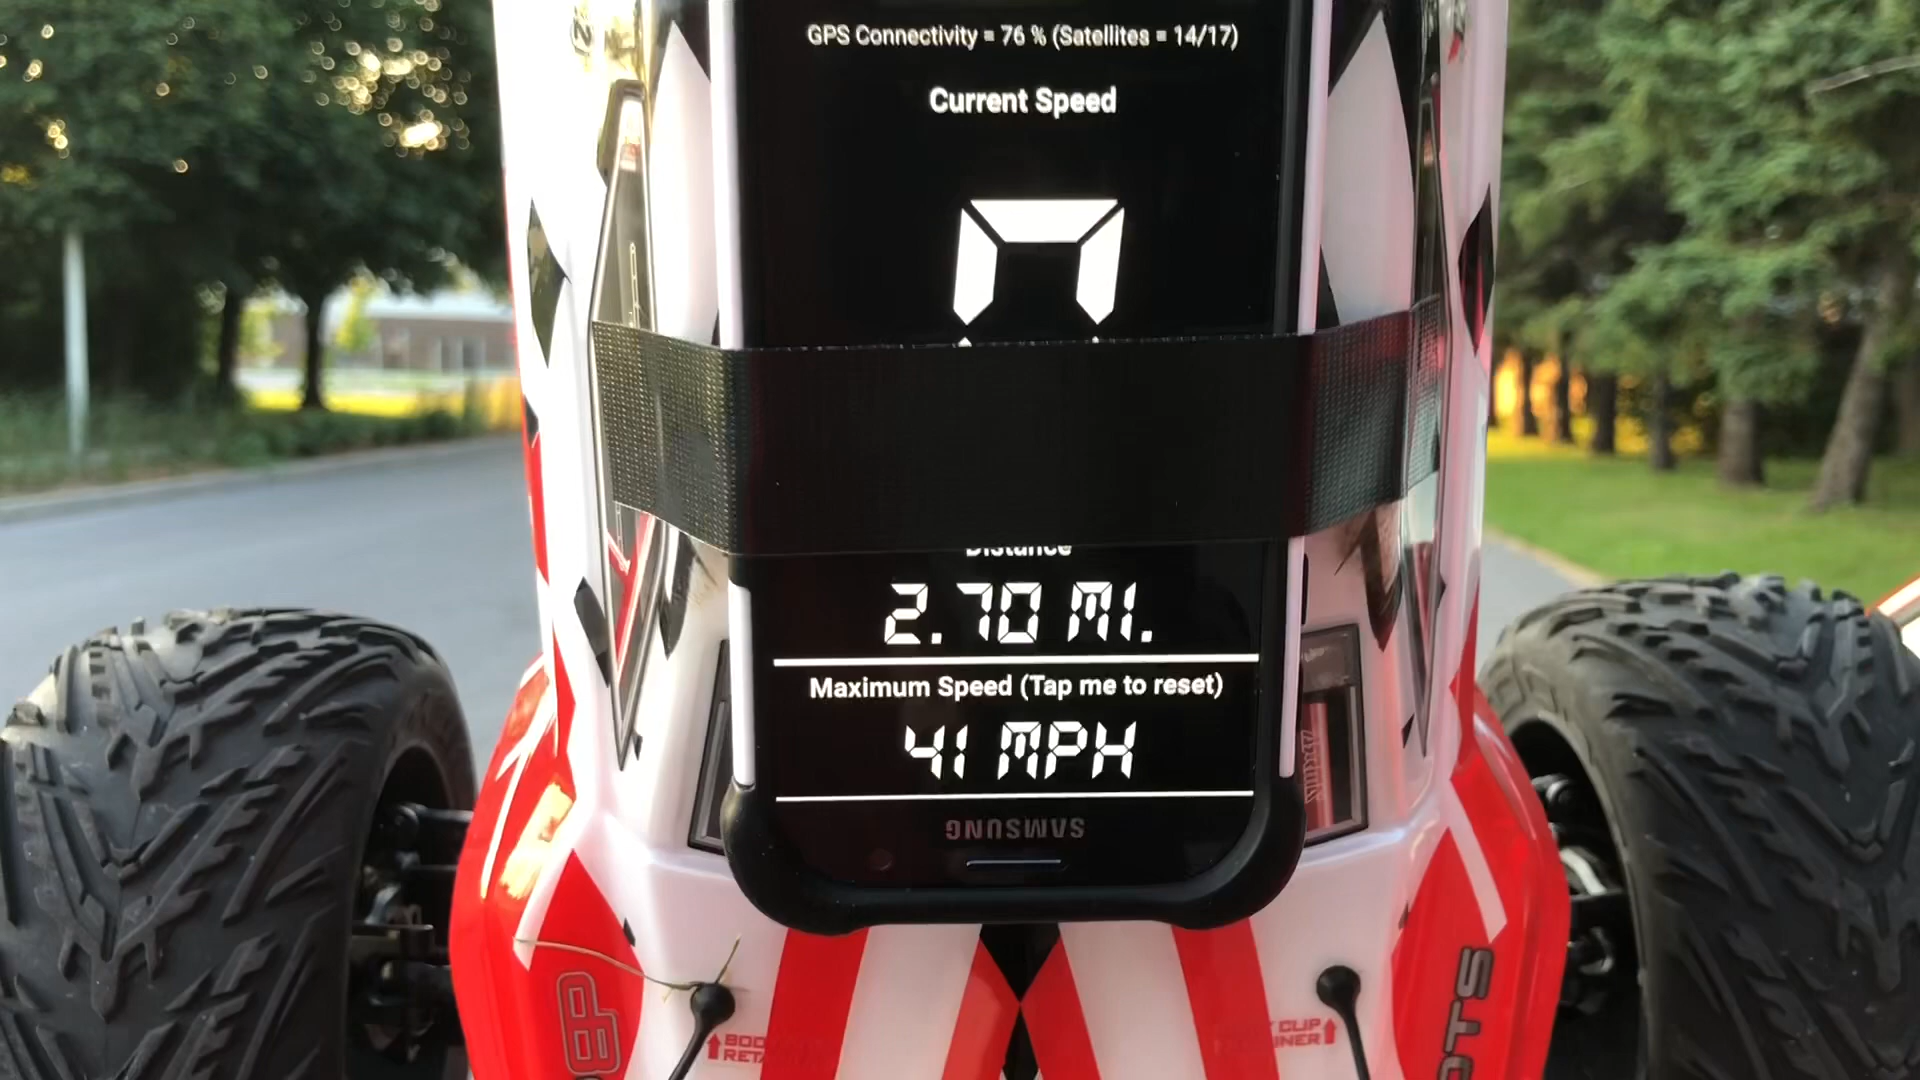 GPS Connectivity = 76 % (Satellites = 14/17)
Current Speed
Distance
2.70 MI.
Maximum Speed (Tap me to reset)
41 MPH
SAMSUNG